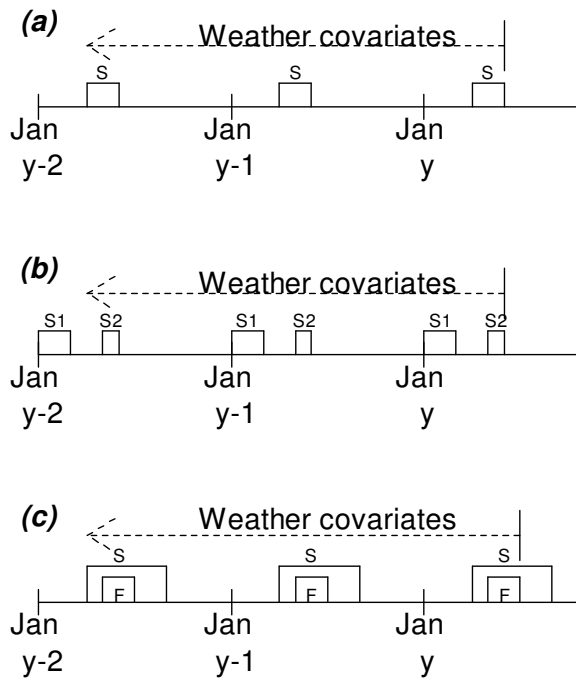 (a)
Weather covariates
S S S
Jan Jan Jan
y-2 y-1 y
(b)
Weather covariates
S1 S2 S1 S2 S1 S2
Jan Jan Jan
y-2 y-1 y
(c)
Weather covariates
S S S
F F F
Jan Jan Jan
y-2 y-1 y